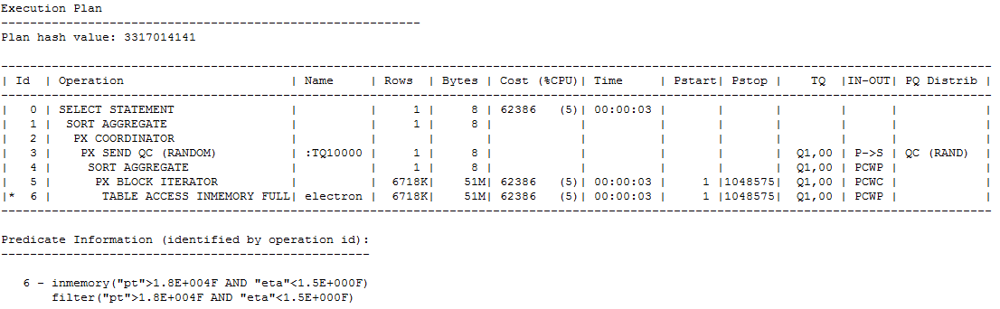 Execution Plan
----------------------------------------------------------
Plan hash value: 3317014141
-----------------------------------------------------------------------------------------------------------------------------------------
| Id | Operation | Name | Rows | Bytes | Cost (%CPU)| Time | Pstart| Pstop | TQ |IN-OUT| PQ Distrib |
-----------------------------------------------------------------------------------------------------------------------------------------
| 0 | SELECT STATEMENT | | 1 | 8 | 62386 (5)| 00:00:03 | | | | | |
| 1 | SORT AGGREGATE | | 1 | 8 | | | | | | | |
| 2 | PX COORDINATOR | | | | | | | | | | |
| 3 | PX SEND QC (RANDOM) | :TQ10000 | 1 | 8 | | | | | Q1,00 | P->S | QC (RAND) |
| 4 | SORT AGGREGATE | | 1 | 8 | | | | | Q1,00 | PCWP | |
| 5 | PX BLOCK ITERATOR | | 6718K| 51M| 62386 (5)| 00:00:03 | 1 |1048575| Q1,00 | PCWC | |
|* 6 | TABLE ACCESS INMEMORY FULL| electron | 6718K| 51M| 62386 (5)| 00:00:03 | 1 |1048575| Q1,00 | PCWP | |
-----------------------------------------------------------------------------------------------------------------------------------------
Predicate Information (identified by operation id):
---------------------------------------------------
6 - inmemory("pt">1.8E+004F AND "eta"<1.5E+000F)
filter("pt">1.8E+004F AND "eta"<1.5E+000F)